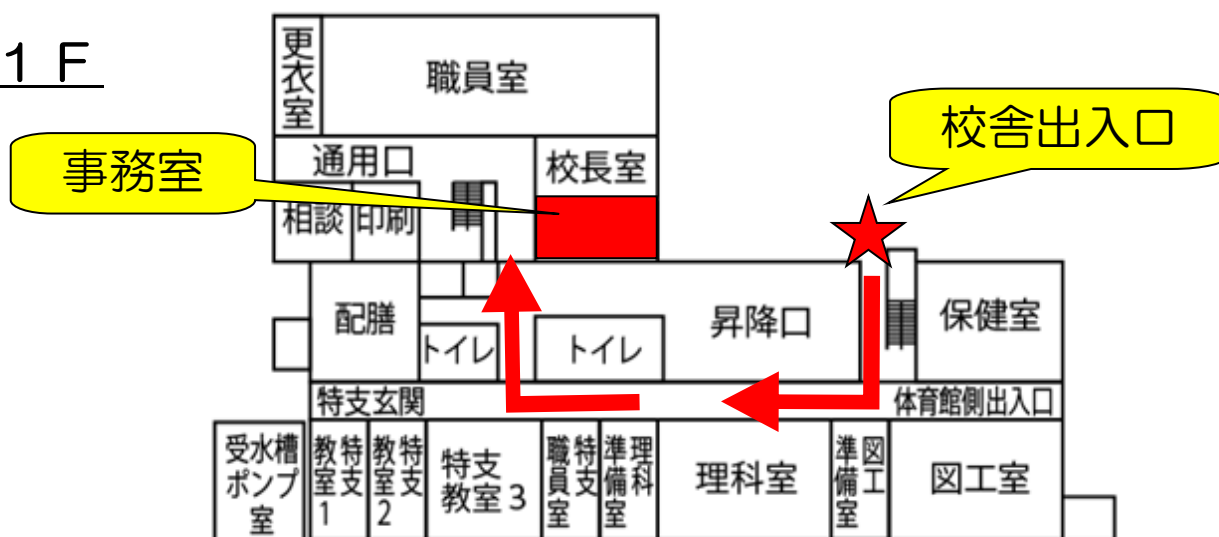 １Ｆ
更衣室
職員室
校舎出入口
事務室
通用口
校長室
相談
印刷
配膳
トイレ
トイレ
昇降口
保健室
特支玄関
体育館側出入口
受水槽
ポンプ
室
特支
教室1
特支
教室2
特支
教室3
特支
職員室
理科
準備室
理科室
図工
準備室
図工室